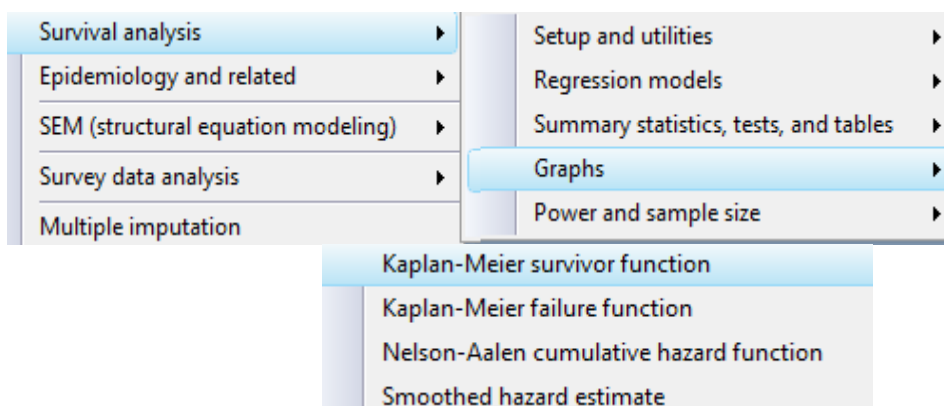 Survival analysis
Epidemiology and related
SEM (structural equation modeling)
Survey data analysis
Multiple imputation
Setup and utilities
Regression models
Summary statistics, tests, and tables
Graphs
Power and sample size
Kaplan-Meier survivor function
Kaplan-Meier failure function
Nelson-Aalen cumulative hazard function
Smoothed hazard estimate